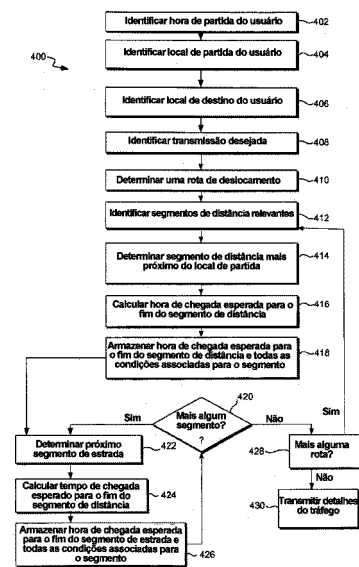 400
Identificar hora de partida do usuário
402
Identificar local de partida do usuário
404
Identificar local de destino do usuário
406
Identificar transmissão desejada
408
Determinar uma rota de deslocamento
410
Identificar segmentos de distância relevantes
412
Determinar segmento de distância mais
próximo do local de partida
414
Calcular hora de chegada esperada para o
fim do segmento de distância
416
Armazenar hora de chegada esperada para
o fim do segmento de distância e todas as
condições associadas para o segmento
418
420
Mais algum
segmento?
?
Sim
Não
Sim
Determinar próximo
segmento de estrada
422
Mais alguma
rota?
428
Não
Calcular tempo de chegada
esperado para o fim do
segmento de distância
424
Transmitir detalhes
do tráfego
430
Armazenar hora de chegada esperada
para o fim do segmento de estrada e
todas as condições associadas para
o segmento
426